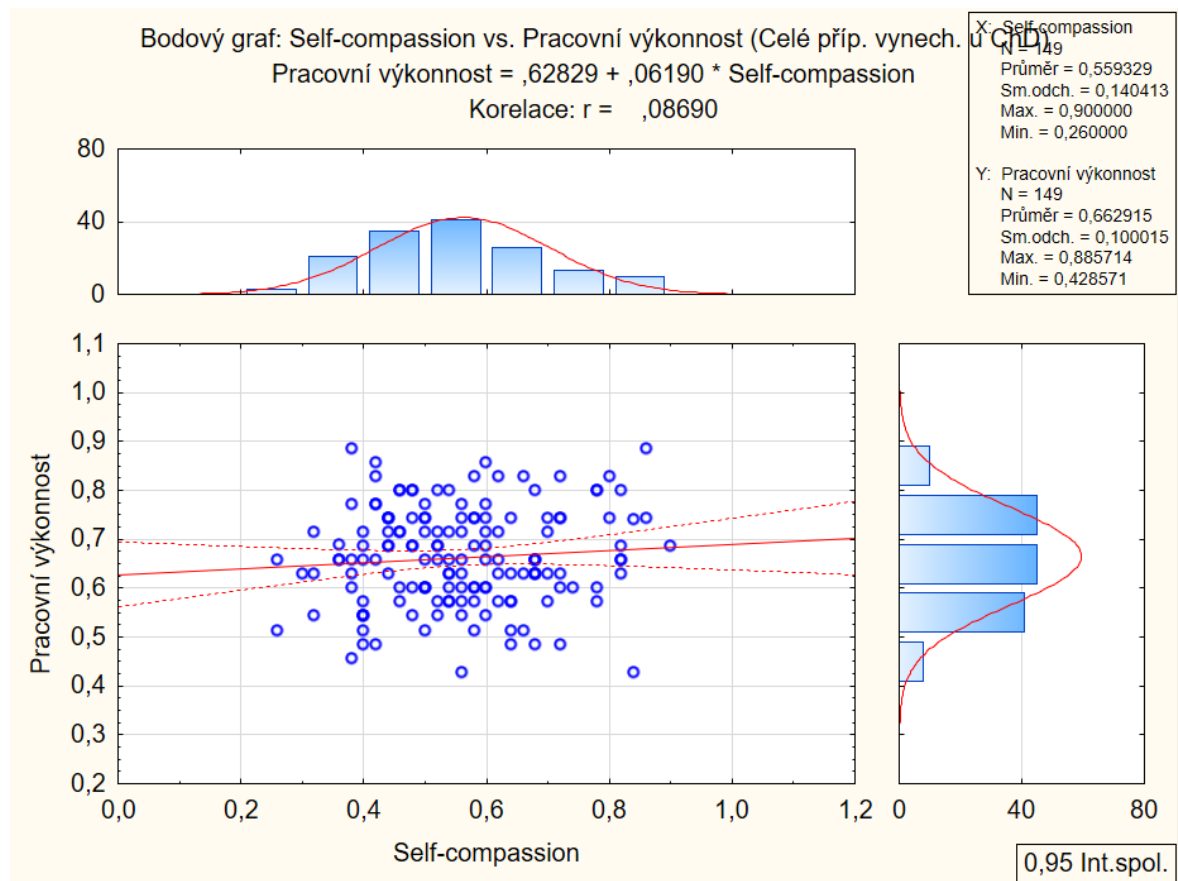 Bodový graf: Self-compassion vs. Pracovní výkonnost (Celé příp. vynech. u ChD)
Pracovní výkonnost = ,62829 + ,06190 * Self-compassion
Korelace: r = ,08690
X: Self-compassion
N = 149
Průměr = 0,559329
Sm.odch. = 0,140413
Max. = 0,900000
Min. = 0,260000
Y: Pracovní výkonnost
N = 149
Průměr = 0,662915
Sm.odch. = 0,100015
Max. = 0,885714
Min. = 0,428571
80
40
0
1,1
1,0
0,9
0,8
0,7
0,6
0,5
0,4
0,3
0,2
Pracovní výkonnost
0,0 0,2 0,4 0,6 0,8 1,0 1,2
0 40 80
Self-compassion
0,95 Int.spol.